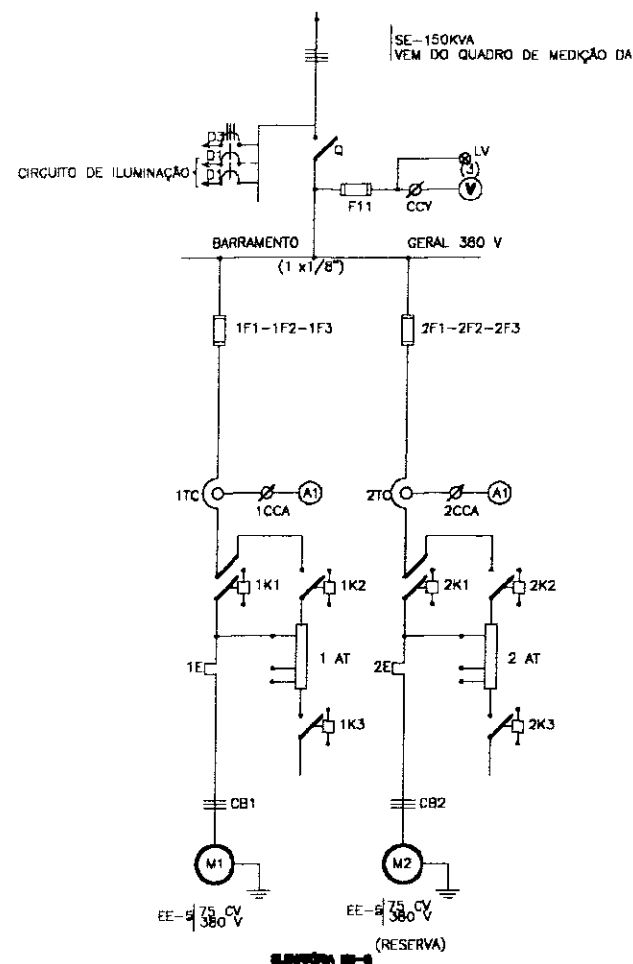 SE-150KVA
VEM DO QUADRO DE MEDIÇÃO DA
D3
D1
D1
CIRCUITO DE ILUMINAÇÃO
Q
LV
(3)
V
F11
CCV
BARRAMENTO
GERAL 380 V
(1 x1/8")
1F1-1F2-1F3
2F1-2F2-2F3
1TC
1CCA
A1
2TC
2CCA
A1
1K1
1K2
2K1
2K2
1E
1 AT
2E
2 AT
1K3
2K3
CB1
CB2
M1
M2
EE-5
75 CV
380 V
EE-5
75 CV
380 V
(RESERVA)